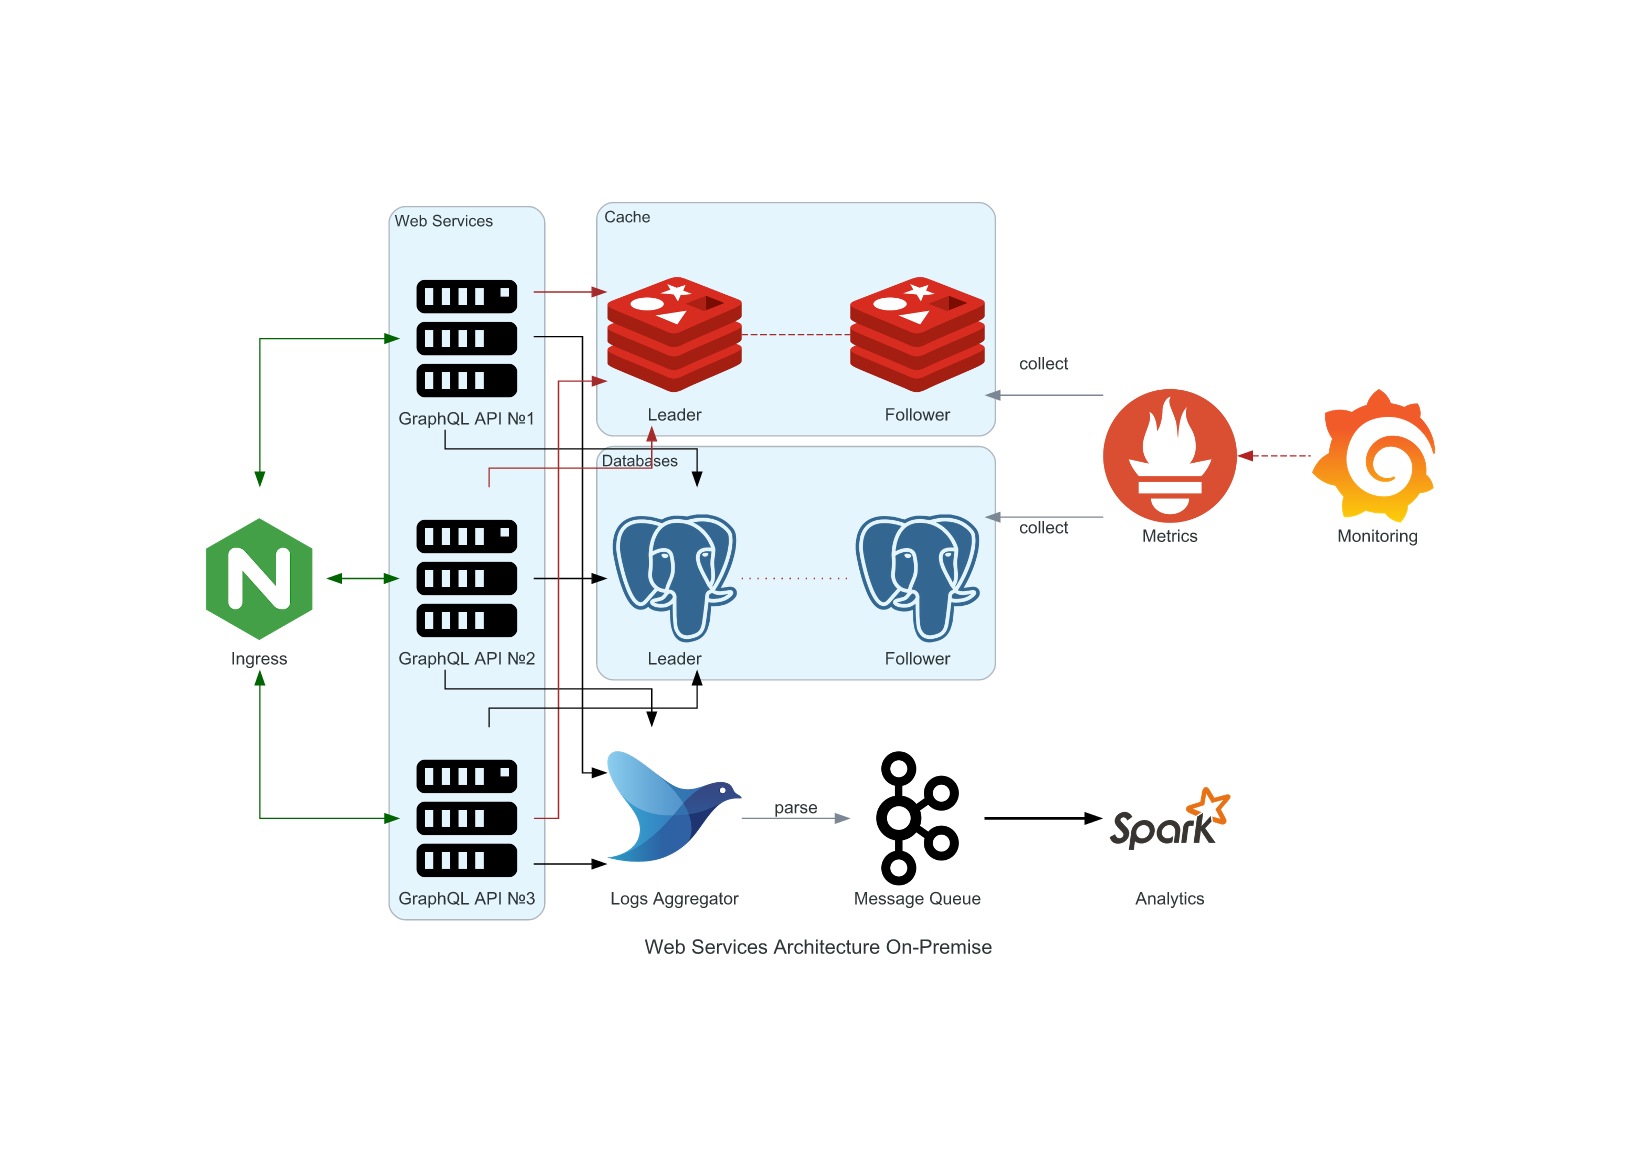 Web Services
Cache
GraphQL API №1
Leader
Follower
collect
Databases
collect
Metrics
Monitoring
Ingress
GraphQL API №2
Leader
Follower
parse
Spark
GraphQL API №3
Logs Aggregator
Message Queue
Analytics
Web Services Architecture On-Premise